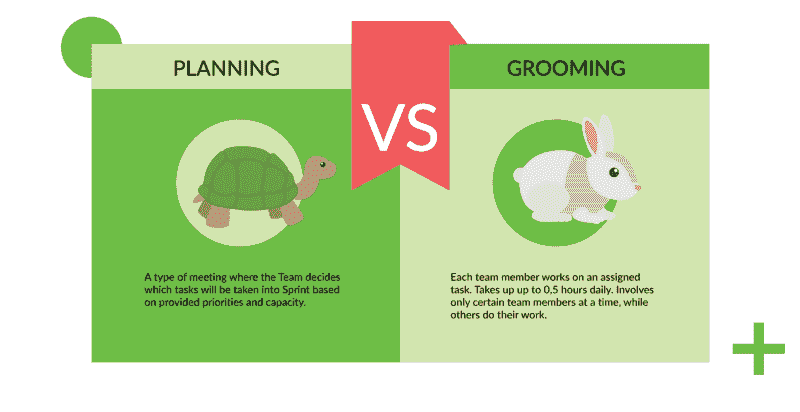 PLANNING
VS
GROOMING
A type of meeting where the Team decides
which tasks will be taken into Sprint based
on provided priorities and capacity.
Each team member works on an assigned
task. Takes up up to 0,5 hours daily. Involves
only certain team members at a time, while
others do their work.